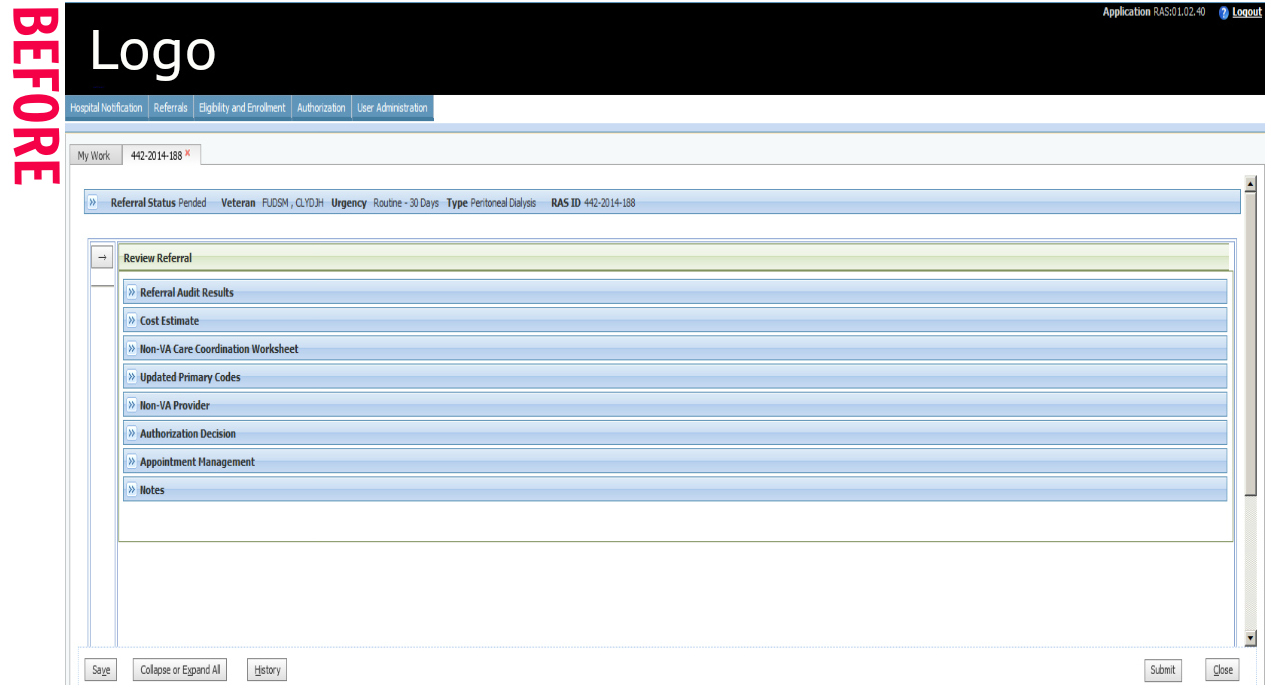 BEFORE
Application RAS:01.02.40 ? Logout
Logo
Hospital Notification Referrals Eligibility and Enrollment Authorization User Administration
My Work 442-2014-188 x
» Referral Status Pended Veteran FUDSM , CLYDJH Urgency Routine - 30 Days Type Peritoneal Dialysis RAS ID 442-2014-188
→ Review Referral
» Referral Audit Results
» Cost Estimate
» Non-VA Care Coordination Worksheet
» Updated Primary Codes
» Non-VA Provider
» Authorization Decision
» Appointment Management
» Notes
Save Collapse or Expand All History Submit Close